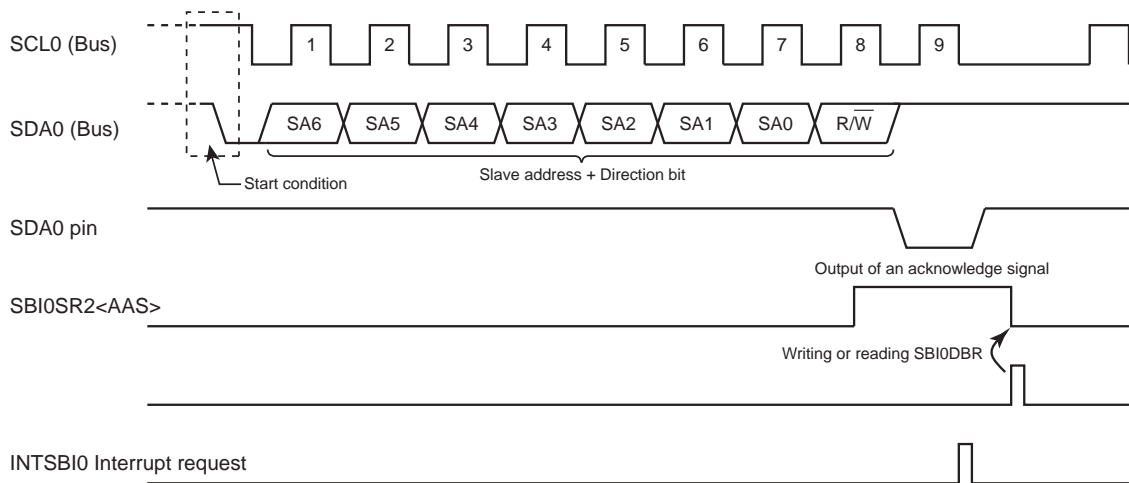 SCL0 (Bus)
1 2 3 4 5 6 7 8 9
SDA0 (Bus)
SA6 SA5 SA4 SA3 SA2 SA1 SA0 R/W̅
Start condition
Slave address + Direction bit
SDA0 pin
Output of an acknowledge signal
SBI0SR2<AAS>
Writing or reading SBI0DBR
INTSBI0 Interrupt request